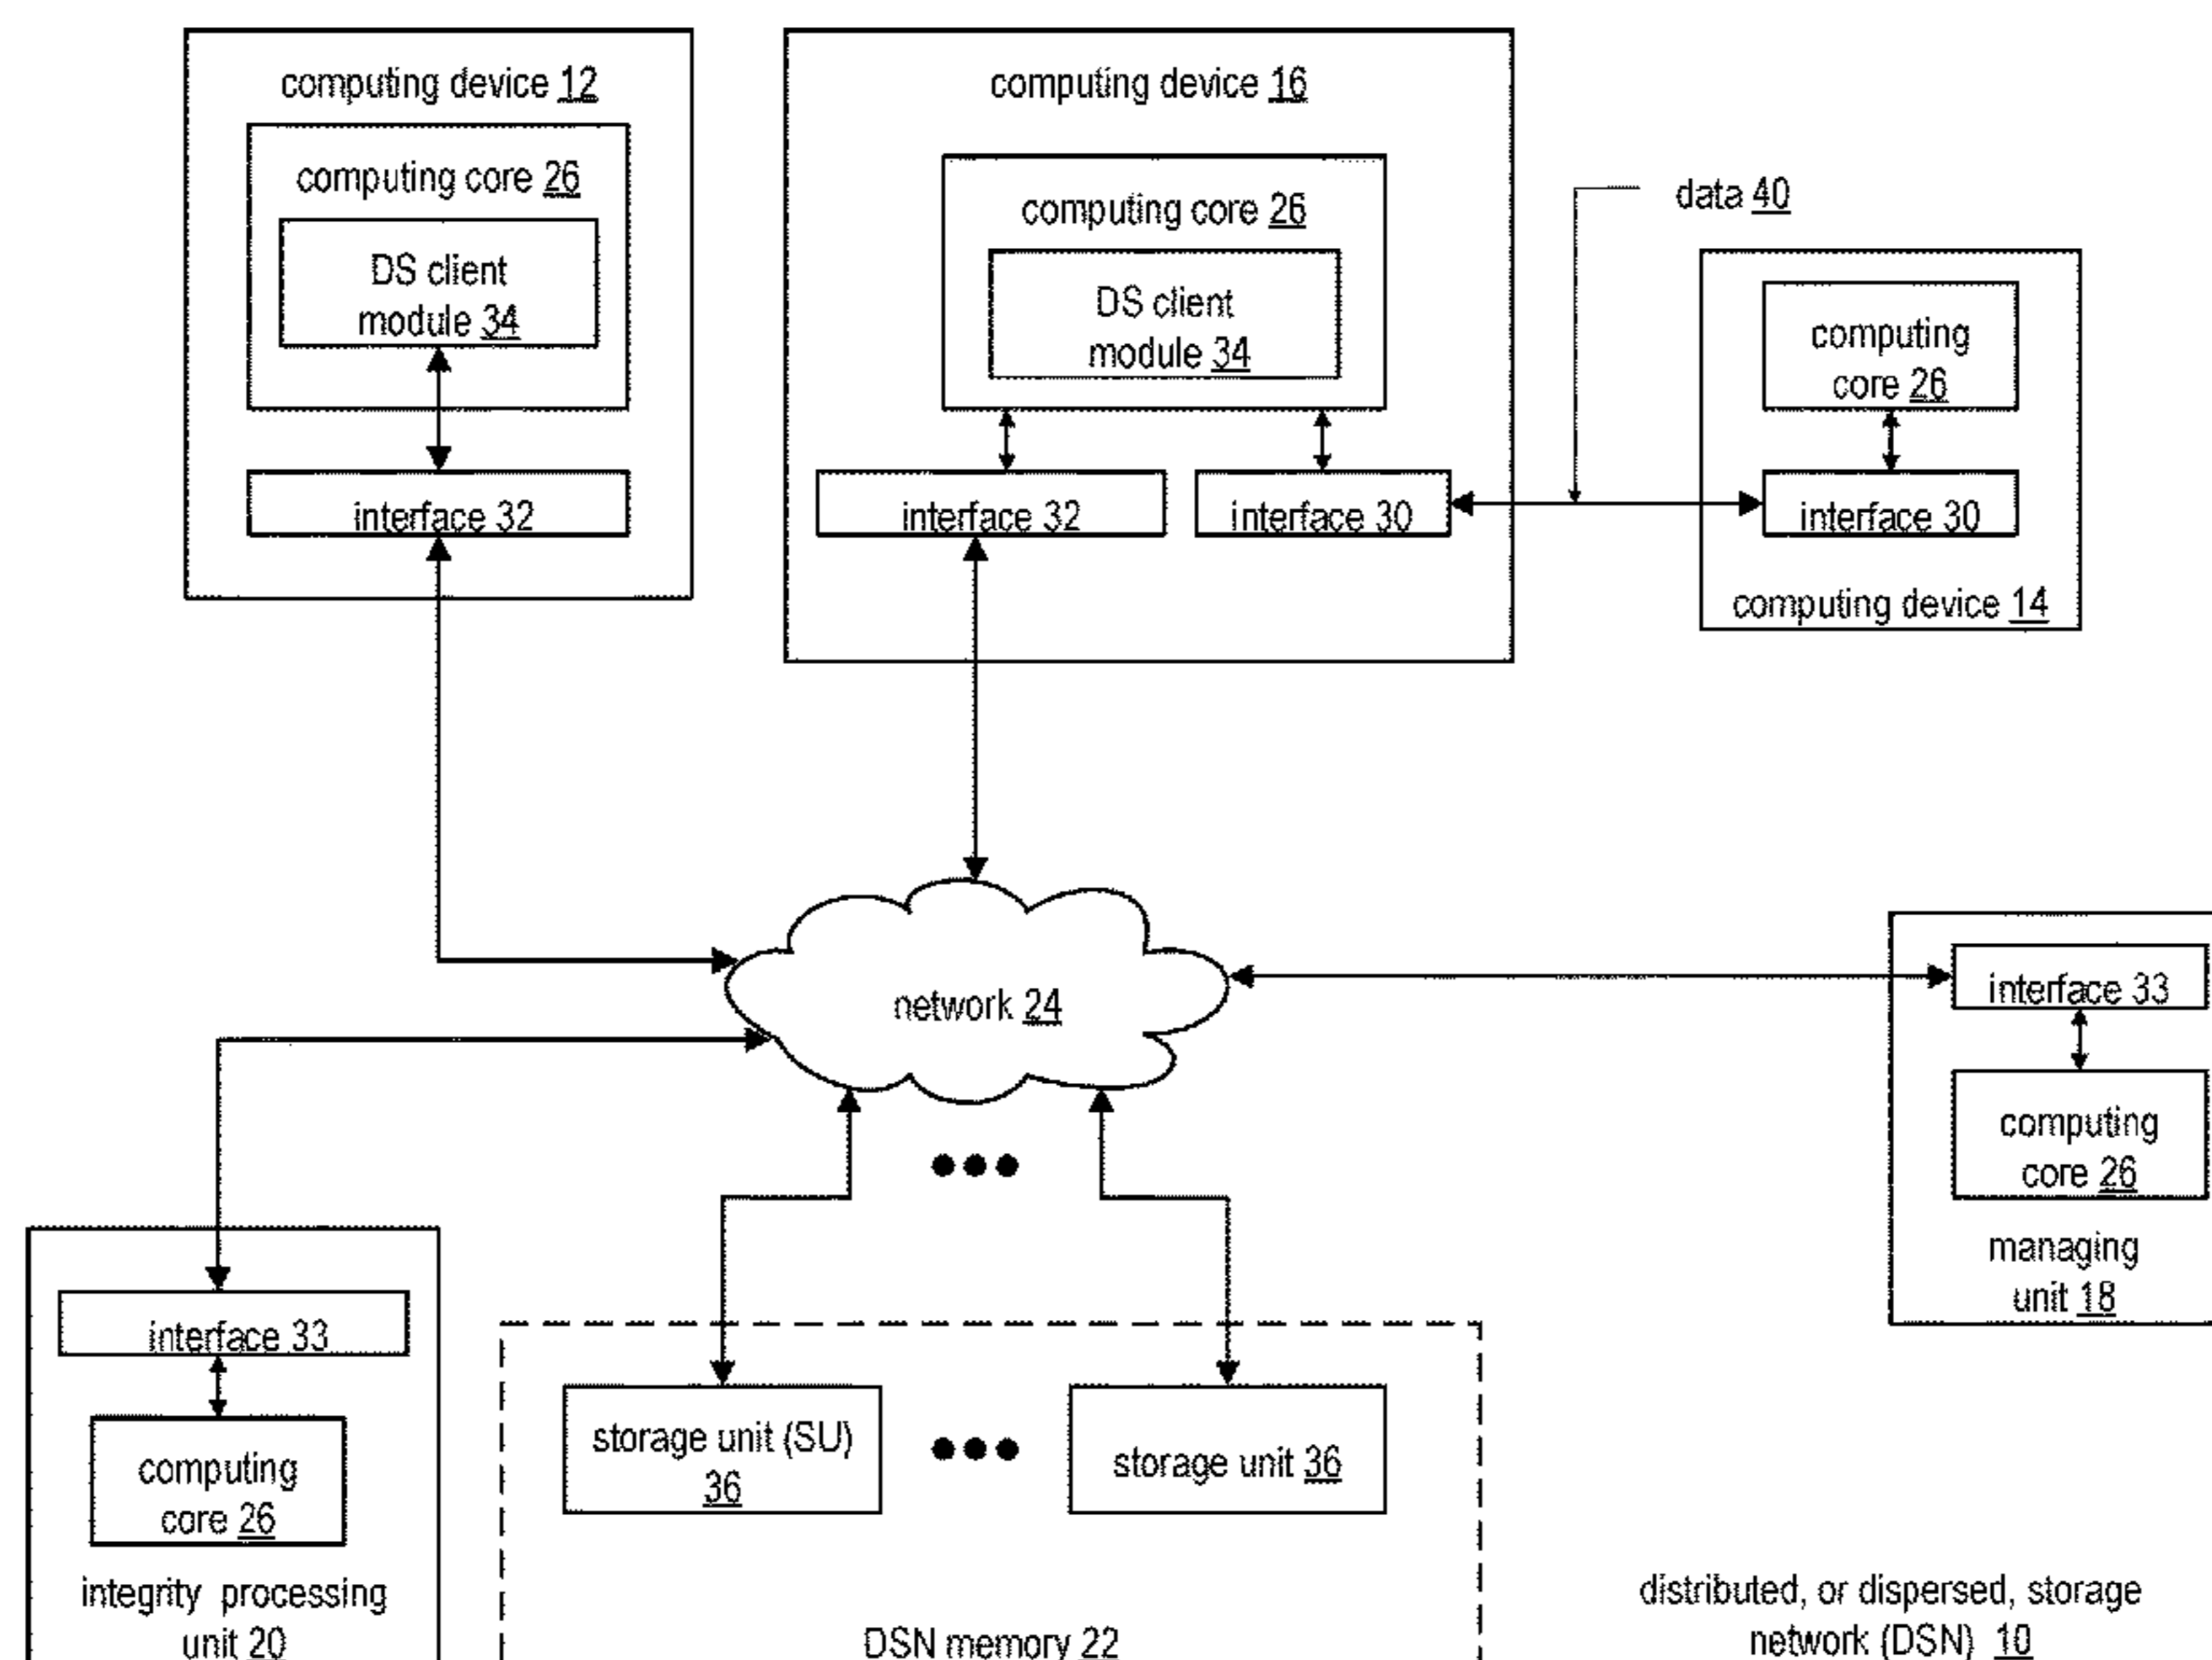 computing device 12
computing core 26
DS client
module 34
interface 32
computing device 16
computing core 26
DS client
module 34
interface 32
interface 30
data 40
computing
core 26
interface 30
computing device 14
network 24
interface 33
computing
core 26
managing
unit 18
interface 33
computing
core 26
integrity processing
unit 20
storage unit (SU)
36
storage unit 36
DSN memory 22
distributed, or dispersed, storage
network (DSN) 10